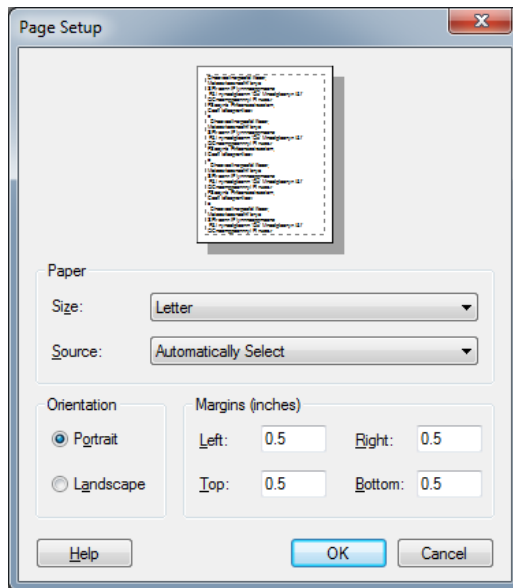 Page Setup
Paper
Size: Letter
Source: Automatically Select
Orientation
Portrait
Landscape
Margins (inches)
Left: 0.5 Right: 0.5
Top: 0.5 Bottom: 0.5
Help OK Cancel